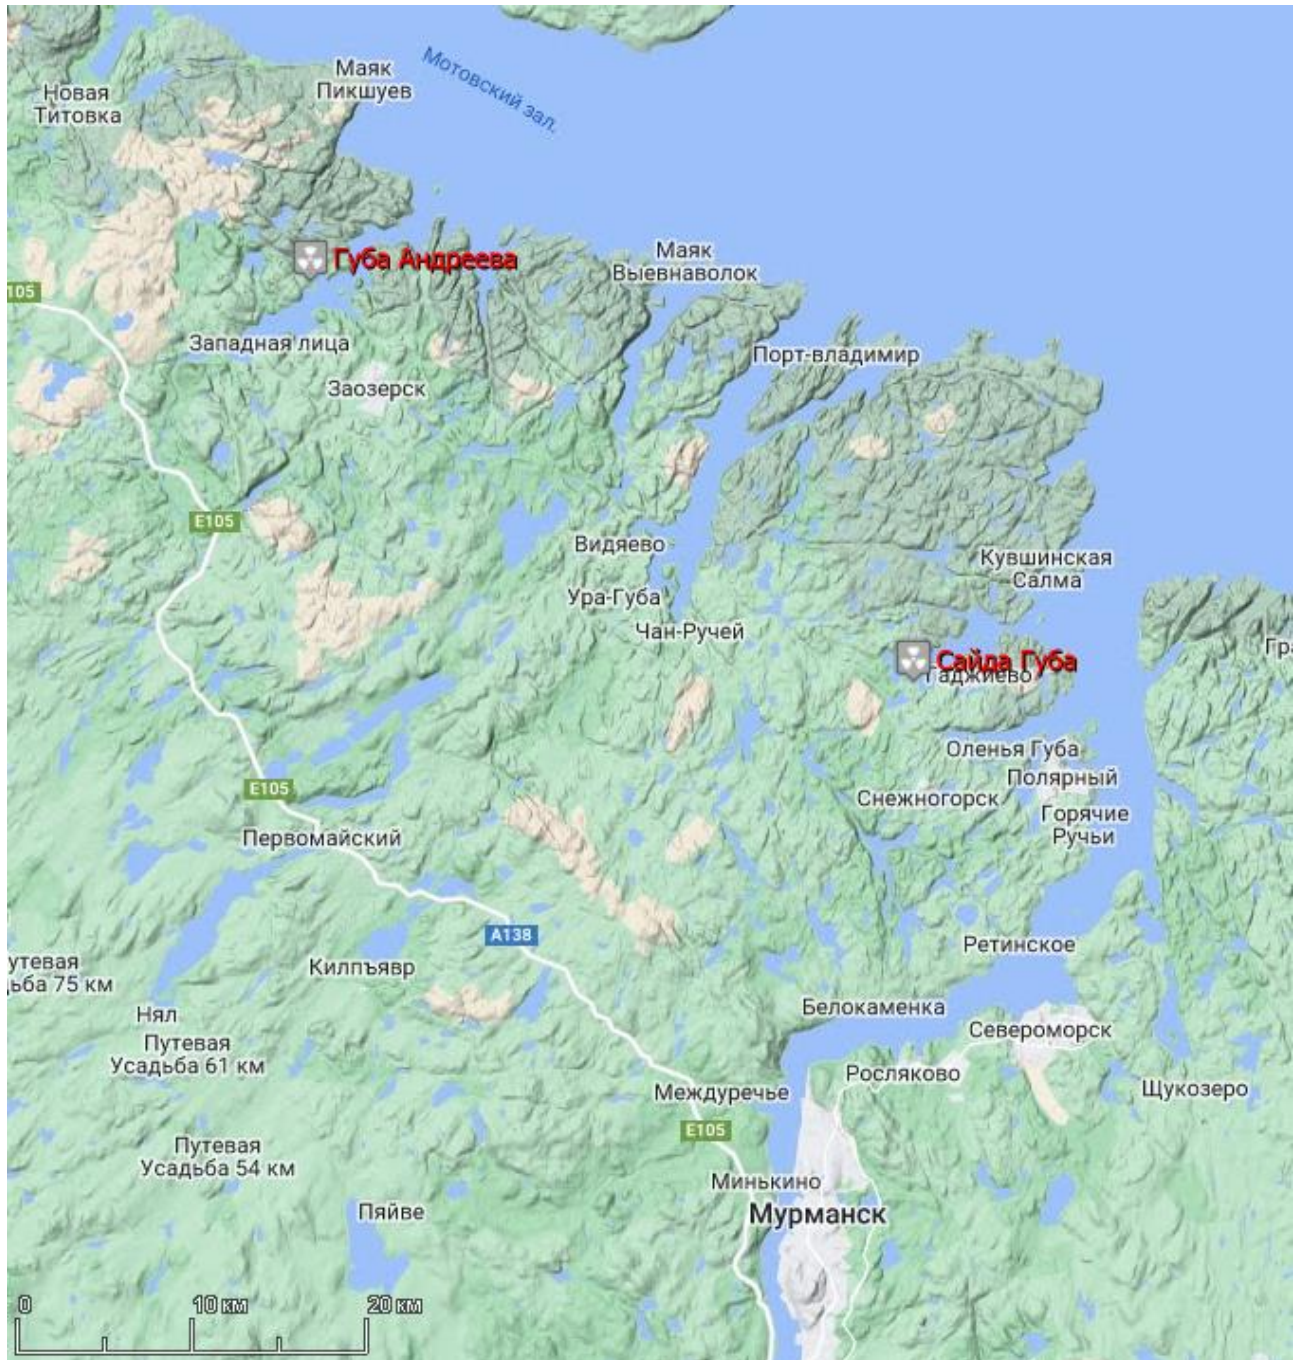 Мотовский зал.
Маяк
Пикшуев
Новая
Титовка
Губа Андреева
Маяк
Выевнаволок
105
Западная лица
Порт-владимир
Заозерск
E105
Видяево
Кувшинская
Салма
Ура-Губа
Чан-Ручей
Гра
Сайда Губа
Гаджиево
Оленья Губа
Полярный
E105
Снежногорск
Горячие
Ручьи
Первомайский
A138
Ретинское
утевая
дьба 75 км
Килпъявр
Белокаменка
Нял
Североморск
Путевая
Усадьба 61 км
Росляково
Междуречье
Щукозеро
E105
Путевая
Усадьба 54 км
Минькино
Пяйве
Мурманск
0 10 км 20 км